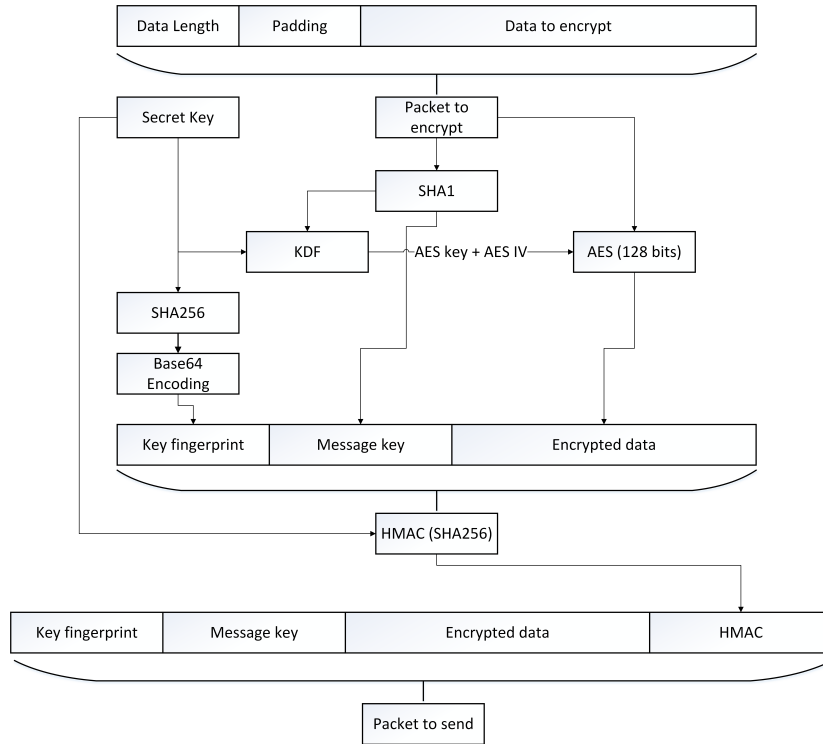 Data Length
Padding
Data to encrypt
Secret Key
Packet to
encrypt
SHA1
KDF
AES key + AES IV
AES (128 bits)
SHA256
Base64
Encoding
Key fingerprint
Message key
Encrypted data
HMAC (SHA256)
Key fingerprint
Message key
Encrypted data
HMAC
Packet to send